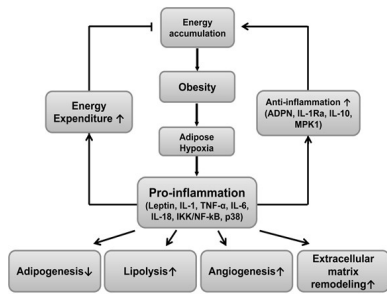 Energy
accumulation
Obesity
Energy
Expenditure ↑
Anti-inflammation ↑
(ADPN, IL-1Ra, IL-10,
MPK1)
Adipose
Hypoxia
Pro-inflammation
(Leptin, IL-1, TNF-α, IL-6,
IL-18, IKK/NF-kB, p38)
Adipogenesis↓
Lipolysis↑
Angiogenesis↑
Extracellular
matrix
remodeling↑